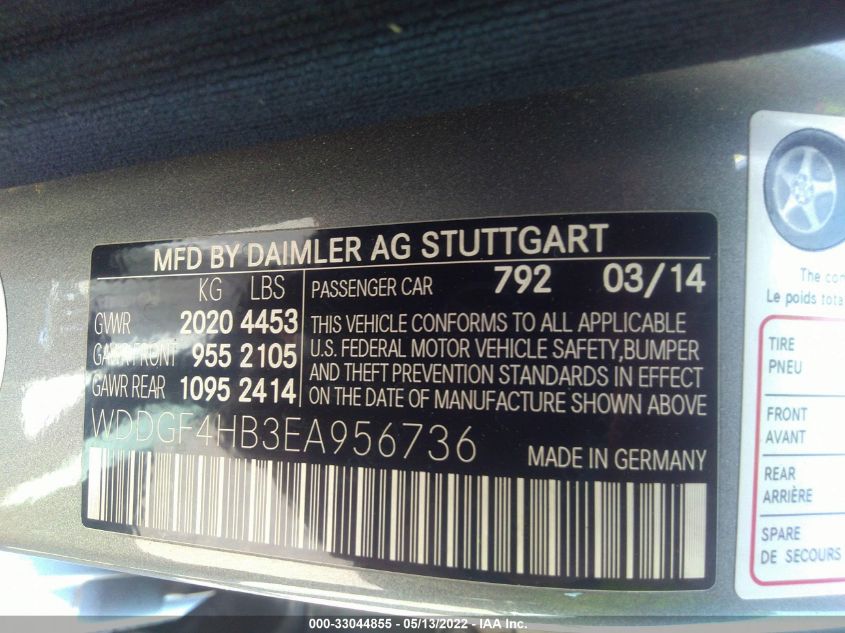 MFD BY DAIMLER AG STUTTGART
KG LBS
PASSENGER CAR 792 03/14
GVWR 2020 4453
GAWR FRONT 955 2105
GAWR REAR 1095 2414
THIS VEHICLE CONFORMS TO ALL APPLICABLE
U.S. FEDERAL MOTOR VEHICLE SAFETY,BUMPER
AND THEFT PREVENTION STANDARDS IN EFFECT
ON THE DATE OF MANUFACTURE SHOWN ABOVE
WDDGF4HB3EA956736
MADE IN GERMANY
The
Le poids
TIRE
PNEU
FRONT
AVANT
REAR
ARRIÈRE
SPARE
DE SECOURS
000-33044855 - 05/13/2022 - IAA Inc.